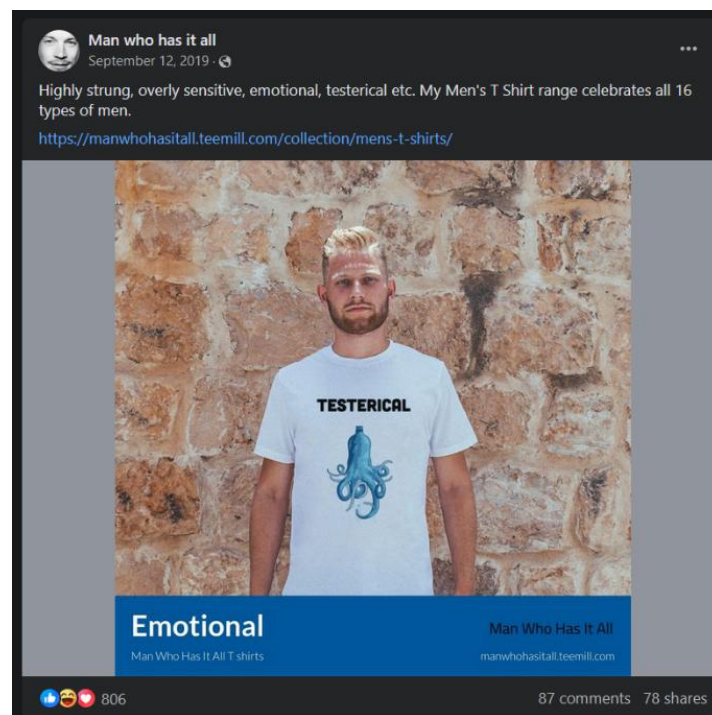 Man who has it all
September 12, 2019 ·
Highly strung, overly sensitive, emotional, testerical etc. My Men's T Shirt range celebrates all 16
types of men.
https://manwhohasitall.teemill.com/collection/mens-t-shirts/
TESTERICAL
Emotional
Man Who Has It All
Man Who Has It All T shirts
manwhohasitall.teemill.com
806
87 comments 78 shares